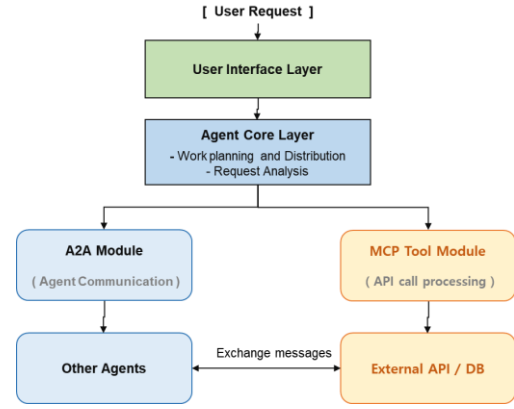 [ User Request ]
User Interface Layer
Agent Core Layer
- Work planning and Distribution
- Request Analysis
A2A Module
( Agent Communication )
MCP Tool Module
( API call processing )
Other Agents
Exchange messages
External API / DB